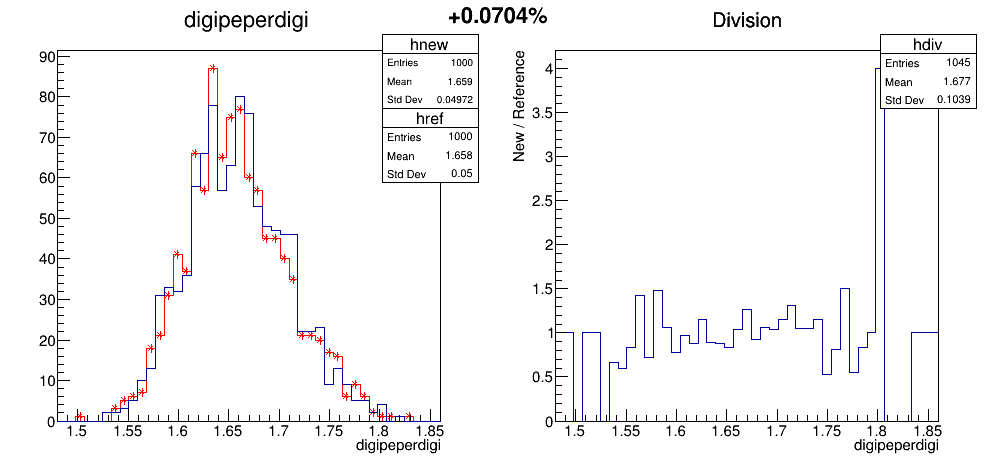 +0.0704%
digipeperdigi
hnew
Entries 1000
Mean 1.659
Std Dev 0.04972
href
Entries 1000
Mean 1.658
Std Dev 0.05
90
80
70
60
50
40
30
20
10
0
1.5 1.55 1.6 1.65 1.7 1.75 1.8 1.85
digipeperdigi
Division
hdiv
Entries 1045
Mean 1.677
Std Dev 0.1039
New / Reference
4
3.5
3
2.5
2
1.5
1
0.5
0
1.5 1.55 1.6 1.65 1.7 1.75 1.8 1.85
digipeperdigi